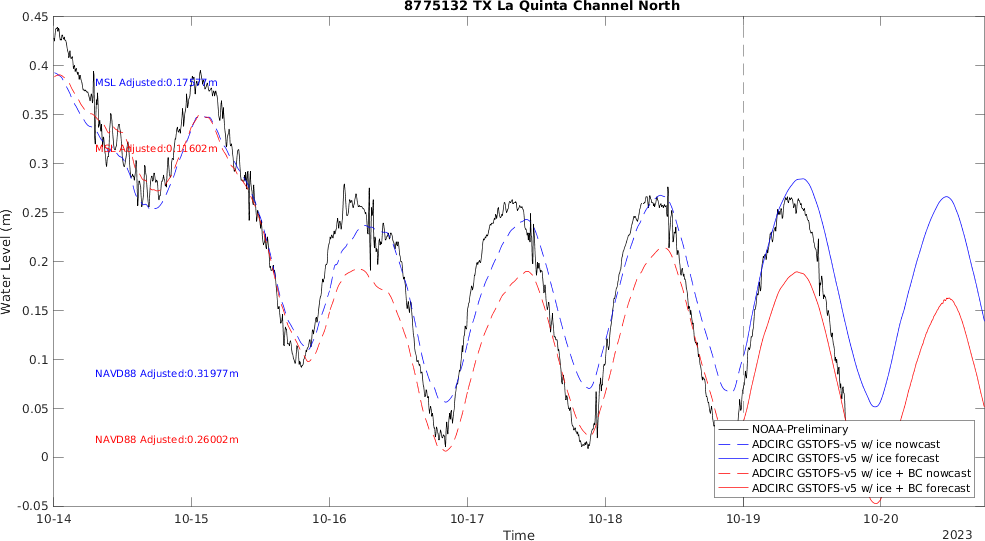 8775132 TX La Quinta Channel North
0.45
0.4
0.35
0.3
0.25
0.2
0.15
0.1
0.05
0
-0.05
Water Level (m)
MSL Adjusted:0.11602m
NAVD88 Adjusted:0.31977m
NAVD88 Adjusted:0.26002m
NOAA-Preliminary
ADCIRC GSTOFS-v5 w/ ice nowcast
ADCIRC GSTOFS-v5 w/ ice forecast
ADCIRC GSTOFS-v5 w/ ice + BC nowcast
ADCIRC GSTOFS-v5 w/ ice + BC forecast
10-14
10-15
10-16
10-17
10-18
10-19
10-20
Time
2023
MSL Adjusted: